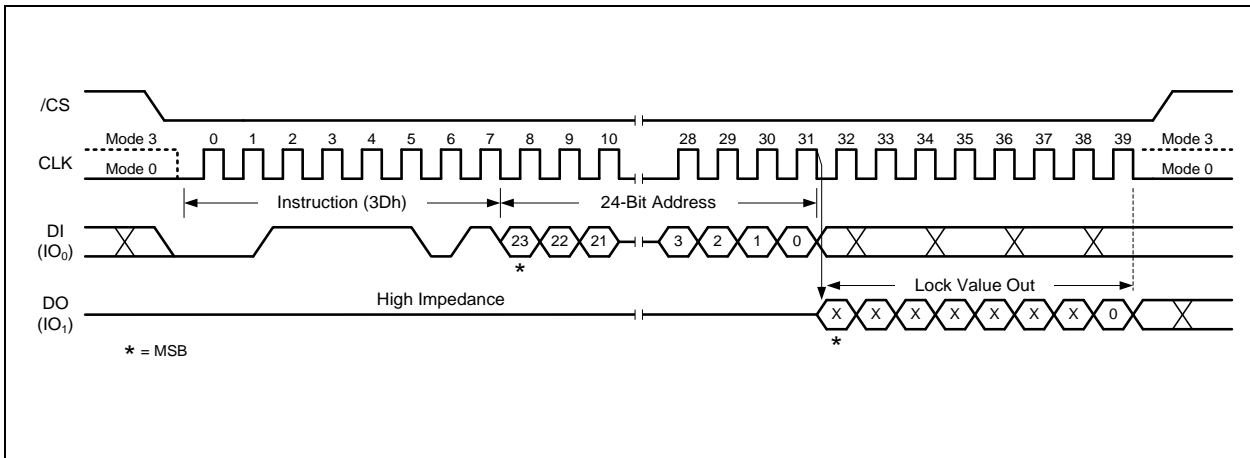 /CS
Mode 3 0 1 2 3 4 5 6 7 8 9 10 28 29 30 31 32 33 34 35 36 37 38 39 Mode 3
CLK
Mode 0 Mode 0
Instruction (3Dh) 24-Bit Address
DI
(IO₀)
23 22 21 3 2 1 0
*
Lock Value Out
High Impedance
DO
(IO₁)
X X X X X X X 0
*
* = MSB